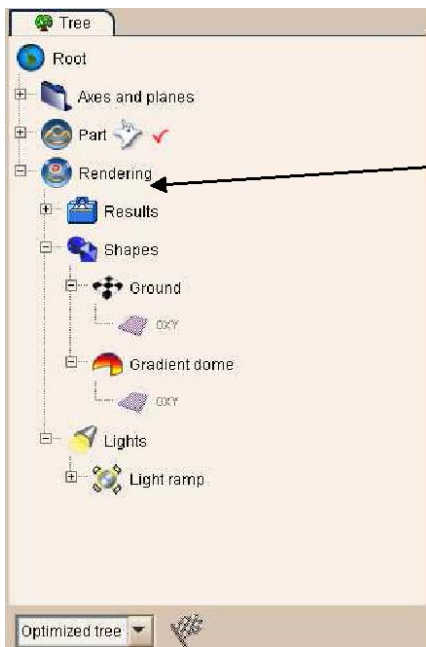 Tree
Root
Axes and planes
Part
Rendering
Results
Shapes
Ground
OXY
Gradient dome
OXY
Lights
Light ramp
Optimized tree